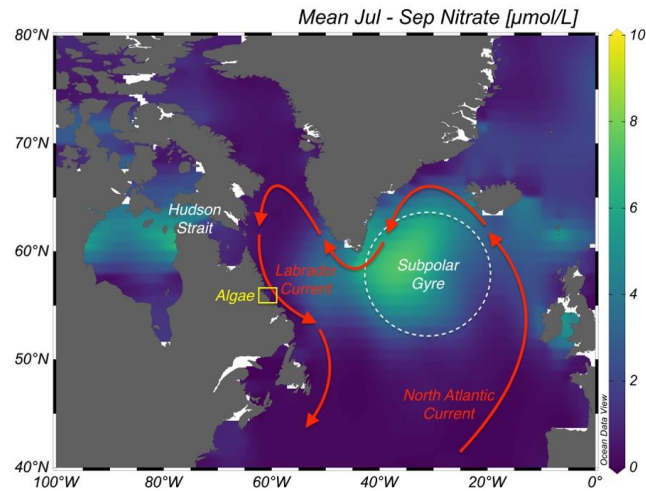 Mean Jul - Sep Nitrate [µmol/L]
80°N
70°N
60°N
50°N
40°N
100°W
80°W
60°W
40°W
20°W
0°
10
8
6
4
2
0
Hudson
Strait
Labrador
Current
Algae
Subpolar
Gyre
North Atlantic
Current
Ocean Data View